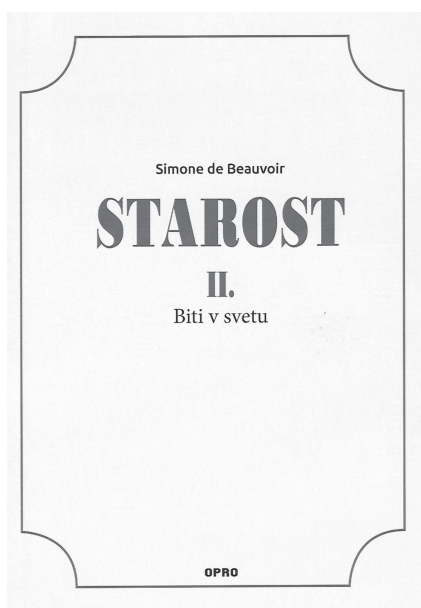 Simone de Beauvoir
STAROST
II.
Biti v svetu
OPRO